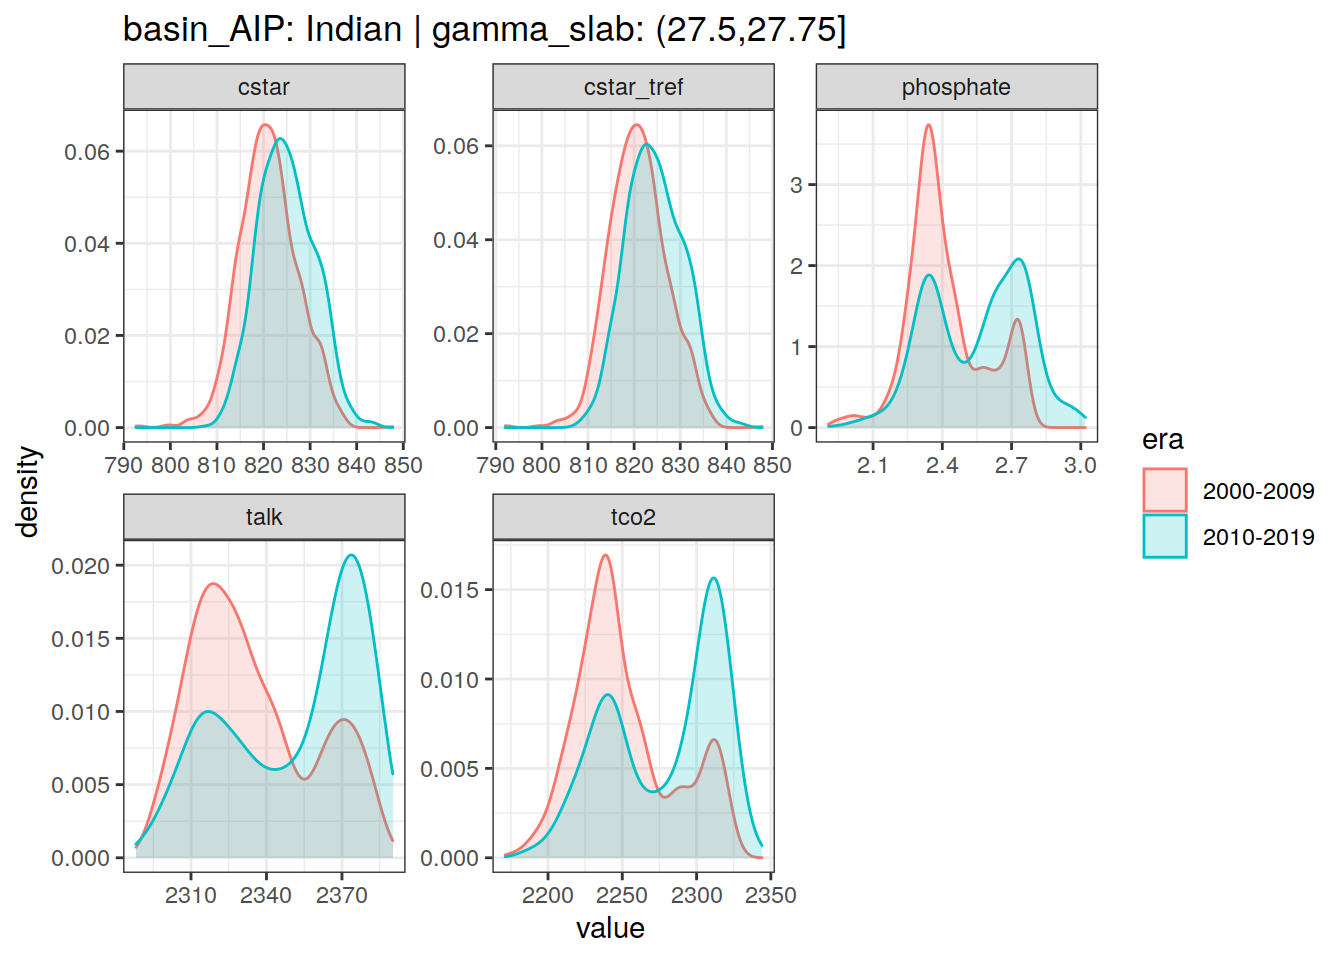 basin_AIP: Indian | gamma_slab: (27.5,27.75]
cstar
cstar_tref
phosphate
0.06
0.04
0.02
0.00
0.06
0.04
0.02
0.00
3
2
1
0
790 800 810 820 830 840 850
790 800 810 820 830 840 850
2.1 2.4 2.7 3.0
talk
tco2
0.020
0.015
0.010
0.005
0.000
0.015
0.010
0.005
0.000
2310 2340 2370
2200 2250 2300 2350
density
value
era
2000-2009
2010-2019